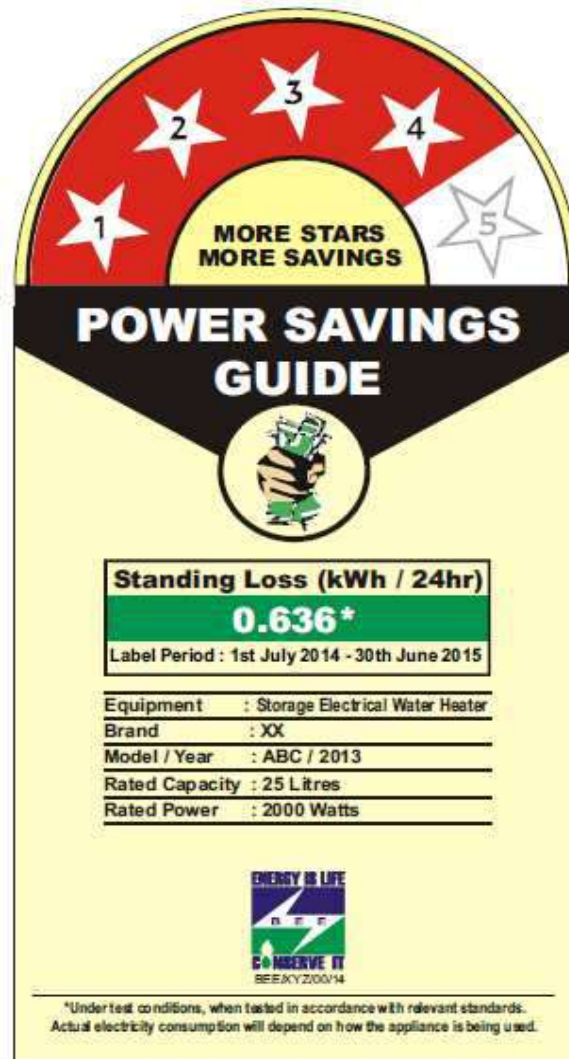 1
2
3
4
5
MORE STARS
MORE SAVINGS
POWER SAVINGS
GUIDE
Standing Loss (kWh / 24hr)
0.636*
Label Period : 1st July 2014 - 30th June 2015
Equipment : Storage Electrical Water Heater
Brand : XX
Model / Year : ABC / 2013
Rated Capacity : 25 Litres
Rated Power : 2000 Watts
ENERGY IS LIFE
B E E
CONSERVE IT
BEE/XYZ/00/14
*Under test conditions, when tested in accordance with relevant standards.
Actual electricity consumption will depend on how the appliance is being used.